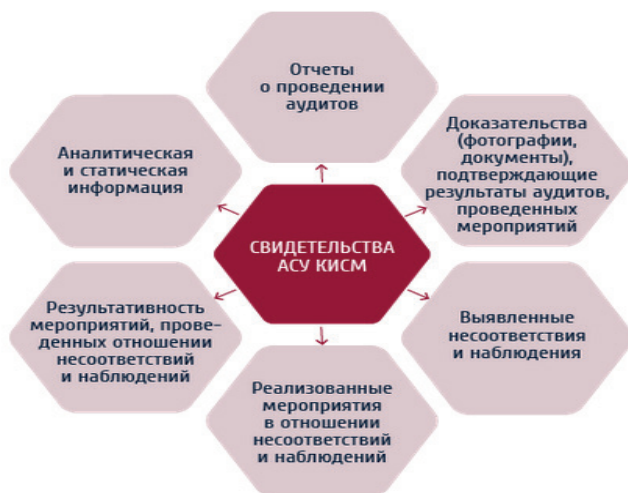 Отчеты
о проведении
аудитов
Аналитическая
и статическая
информация
Доказательства
(фотографии,
документы),
подтверждающие
результаты аудитов,
проведенных
мероприятий
СВИДЕТЕЛЬСТВА
АСУ КИСМ
Результативность
мероприятий, прове-
денных отношении
несоответствий
и наблюдений
Выявленные
несоответствия
и наблюдения
Реализованные
мероприятия
в отношении
несоответствий
и наблюдений